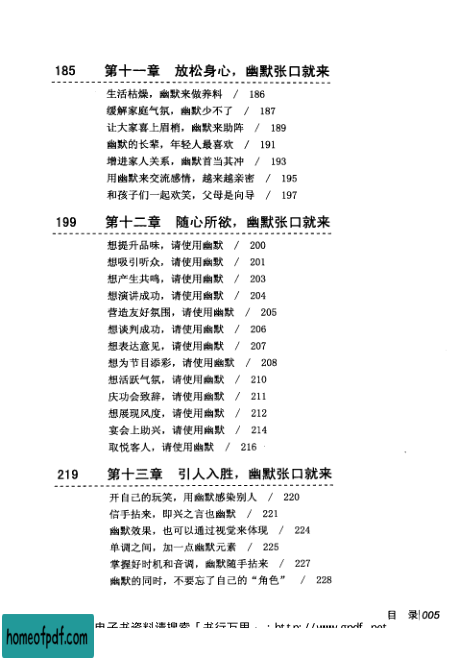 185 第十一章 放松身心，幽默张口就来
生活枯燥，幽默来做养料 / 186
缓解家庭气氛，幽默少不了 / 187
让大家喜上眉梢，幽默来助阵 / 189
幽默的长辈，年轻人最喜欢 / 191
增进家人关系，幽默首当其冲 / 193
用幽默来交流感情，越来越亲密 / 195
和孩子们一起欢笑，父母是向导 / 197
199 第十二章 随心所欲，幽默张口就来
想提升品味，请使用幽默 / 200
想吸引听众，请使用幽默 / 201
想产生共鸣，请使用幽默 / 203
想演讲成功，请使用幽默 / 204
营造友好氛围，请使用幽默 / 205
想谈判成功，请使用幽默 / 206
想表达意见，请使用幽默 / 207
想为节目添彩，请使用幽默 / 208
想活跃气氛，请使用幽默 / 210
庆功会致辞，请使用幽默 / 211
想展现风度，请使用幽默 / 212
宴会上助兴，请使用幽默 / 214
取悦客人，请使用幽默 / 216
219 第十三章 引人入胜，幽默张口就来
开自己的玩笑，用幽默感染别人 / 220
信手拈来，即兴之言也幽默 / 221
幽默效果，也可以通过视觉来体现 / 224
单调之间，加一点幽默元素 / 225
掌握好时机和音调，幽默随手拈来 / 227
幽默的同时，不要忘了自己的“角色” / 228
目 录|005
电子书资料请搜索「书行万里」：http://www.gpdf.net
homeofpdf.com